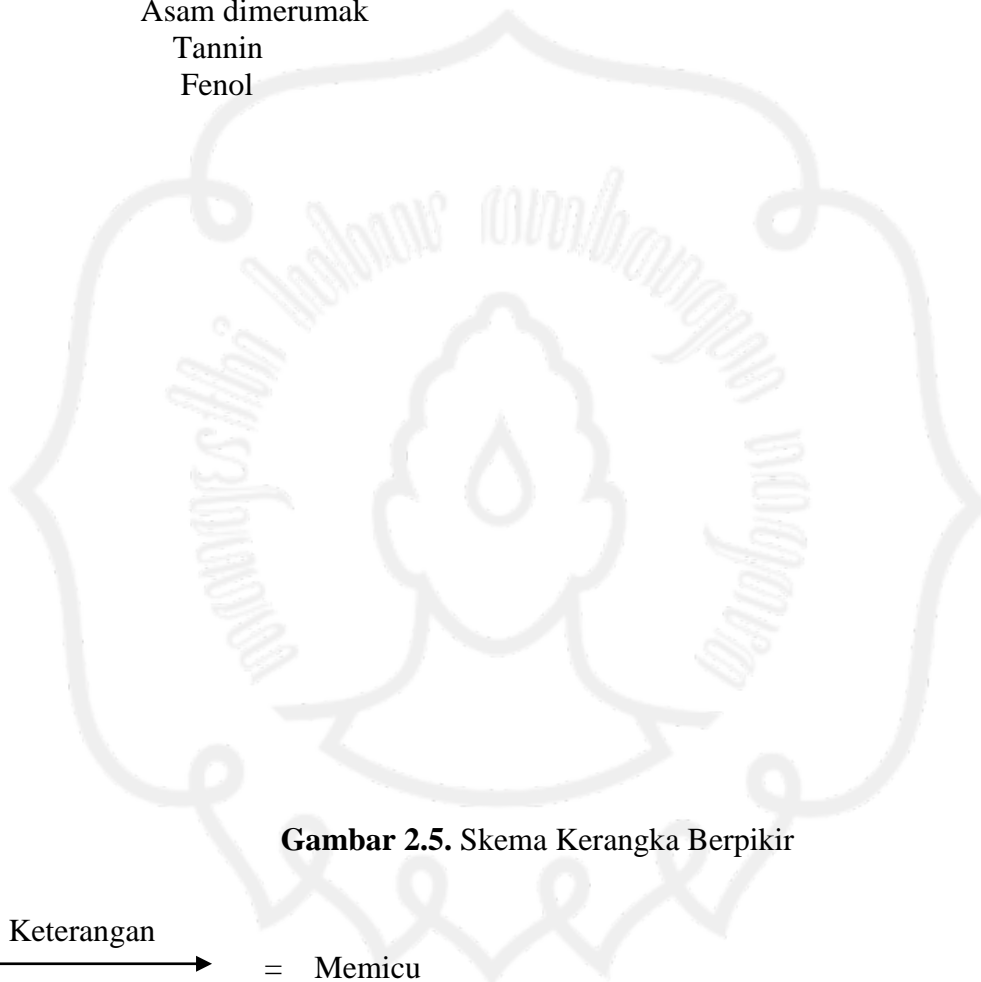 Asam dimerumak
Tannin
Fenol
Gambar 2.5. Skema Kerangka Berpikir
Keterangan
= Memicu